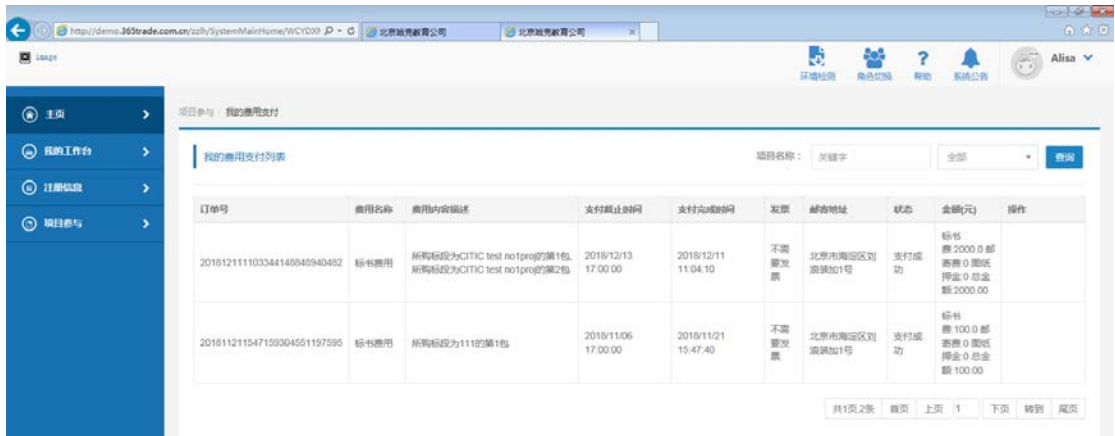 http://demo.365trade.com.cn/zzlh/SystemMainHome/WCYDX
北京哈克教育公司
北京哈克教育公司
image
环境检测
角色切换
帮助
系统公告
Alisa
主页
我的工作台
注册信息
项目参与
项目参与 / 我的费用支付
我的费用支付列表
项目名称：
关键字
全部
查询
订单号 费用名称 费用内容描述 支付截止时间 支付完成时间 发票 邮寄地址 状态 金额(元) 操作
标书费用
所购标段为CITIC test no1proj的第1包,
所购标段为CITIC test no1proj的第2包,
2018/12/13
17:00:00
2018/12/11
11:04:10
不需
要发
票
北京市海淀区刘
浪装加1号
支付成
功
标书
费:2000.0 邮
寄费:0 图纸
押金:0 总金
额:2000.00
2018112115471593045​51197595
标书费用
所购标段为111的第1包,
2018/11/06
17:00:00
2018/11/21
15:47:40
不需
要发
票
北京市海淀区刘
浪装加1号
支付成
功
标书
费:100.0 邮
寄费:0 图纸
押金:0 总金
额:100.00
共1页,2条 首页 上页 1 下页 转到 尾页